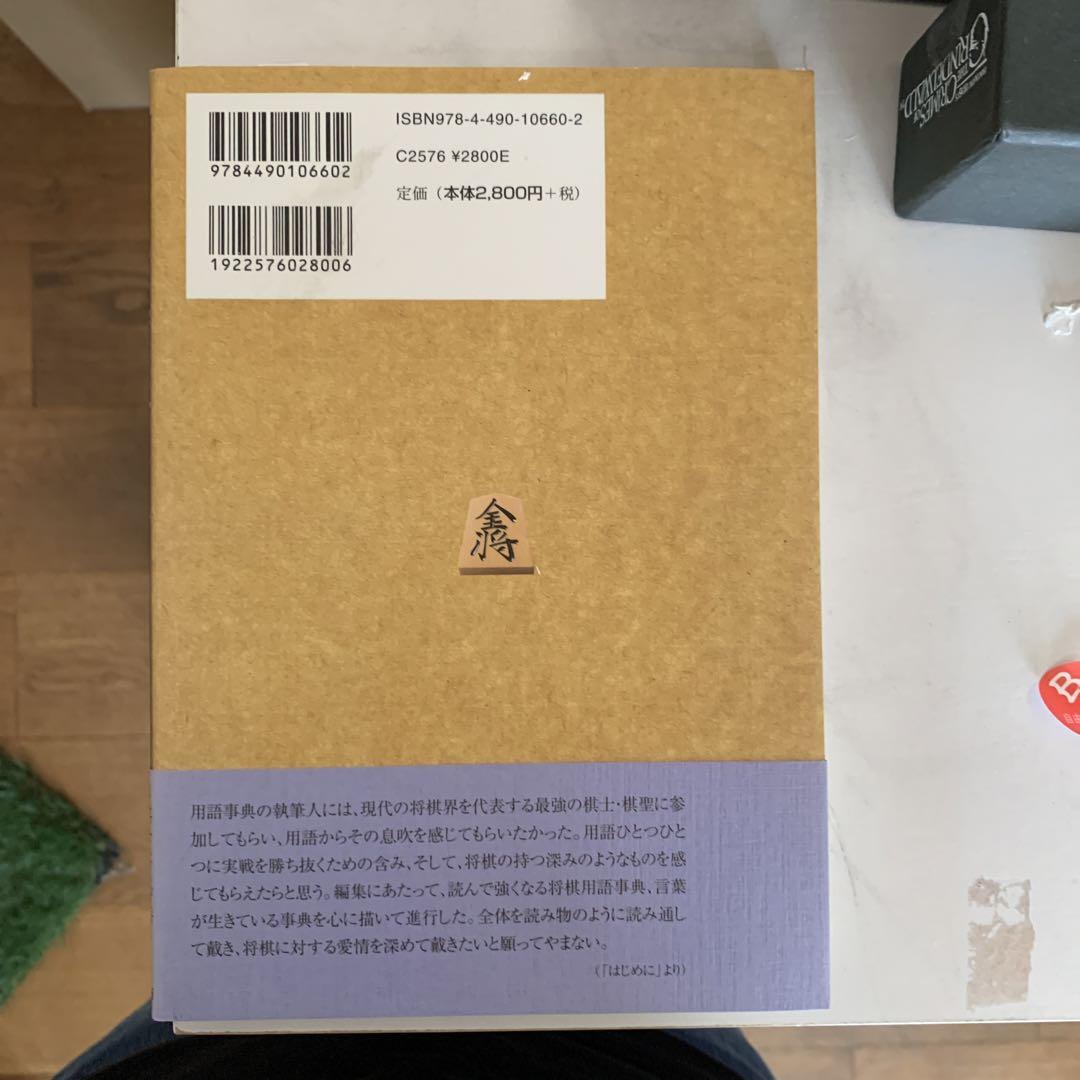 ISBN978-4-490-10660-2
9784490106602
C2576 ¥2800E
定価（本体2,800円＋税）
1922576028006
金将
用語事典の執筆人には、現代の将棋界を代表する最強の棋士・棋聖に参
加してもらい、用語からその息吹を感じてもらいたかった。用語ひとつひと
つに実戦を勝ち抜くための含み、そして、将棋の持つ深みのようなものを感
じてもらえたらと思う。編集にあたって、読んで強くなる将棋用語事典、言葉
が生きている事典を心に描いて進行した。全体を読み物のように読み通し
て戴き、将棋に対する愛情を深めて戴きたいと願ってやまない。
（「はじめに」より）
CRIMES OF
GRINDELWALD
B
自由